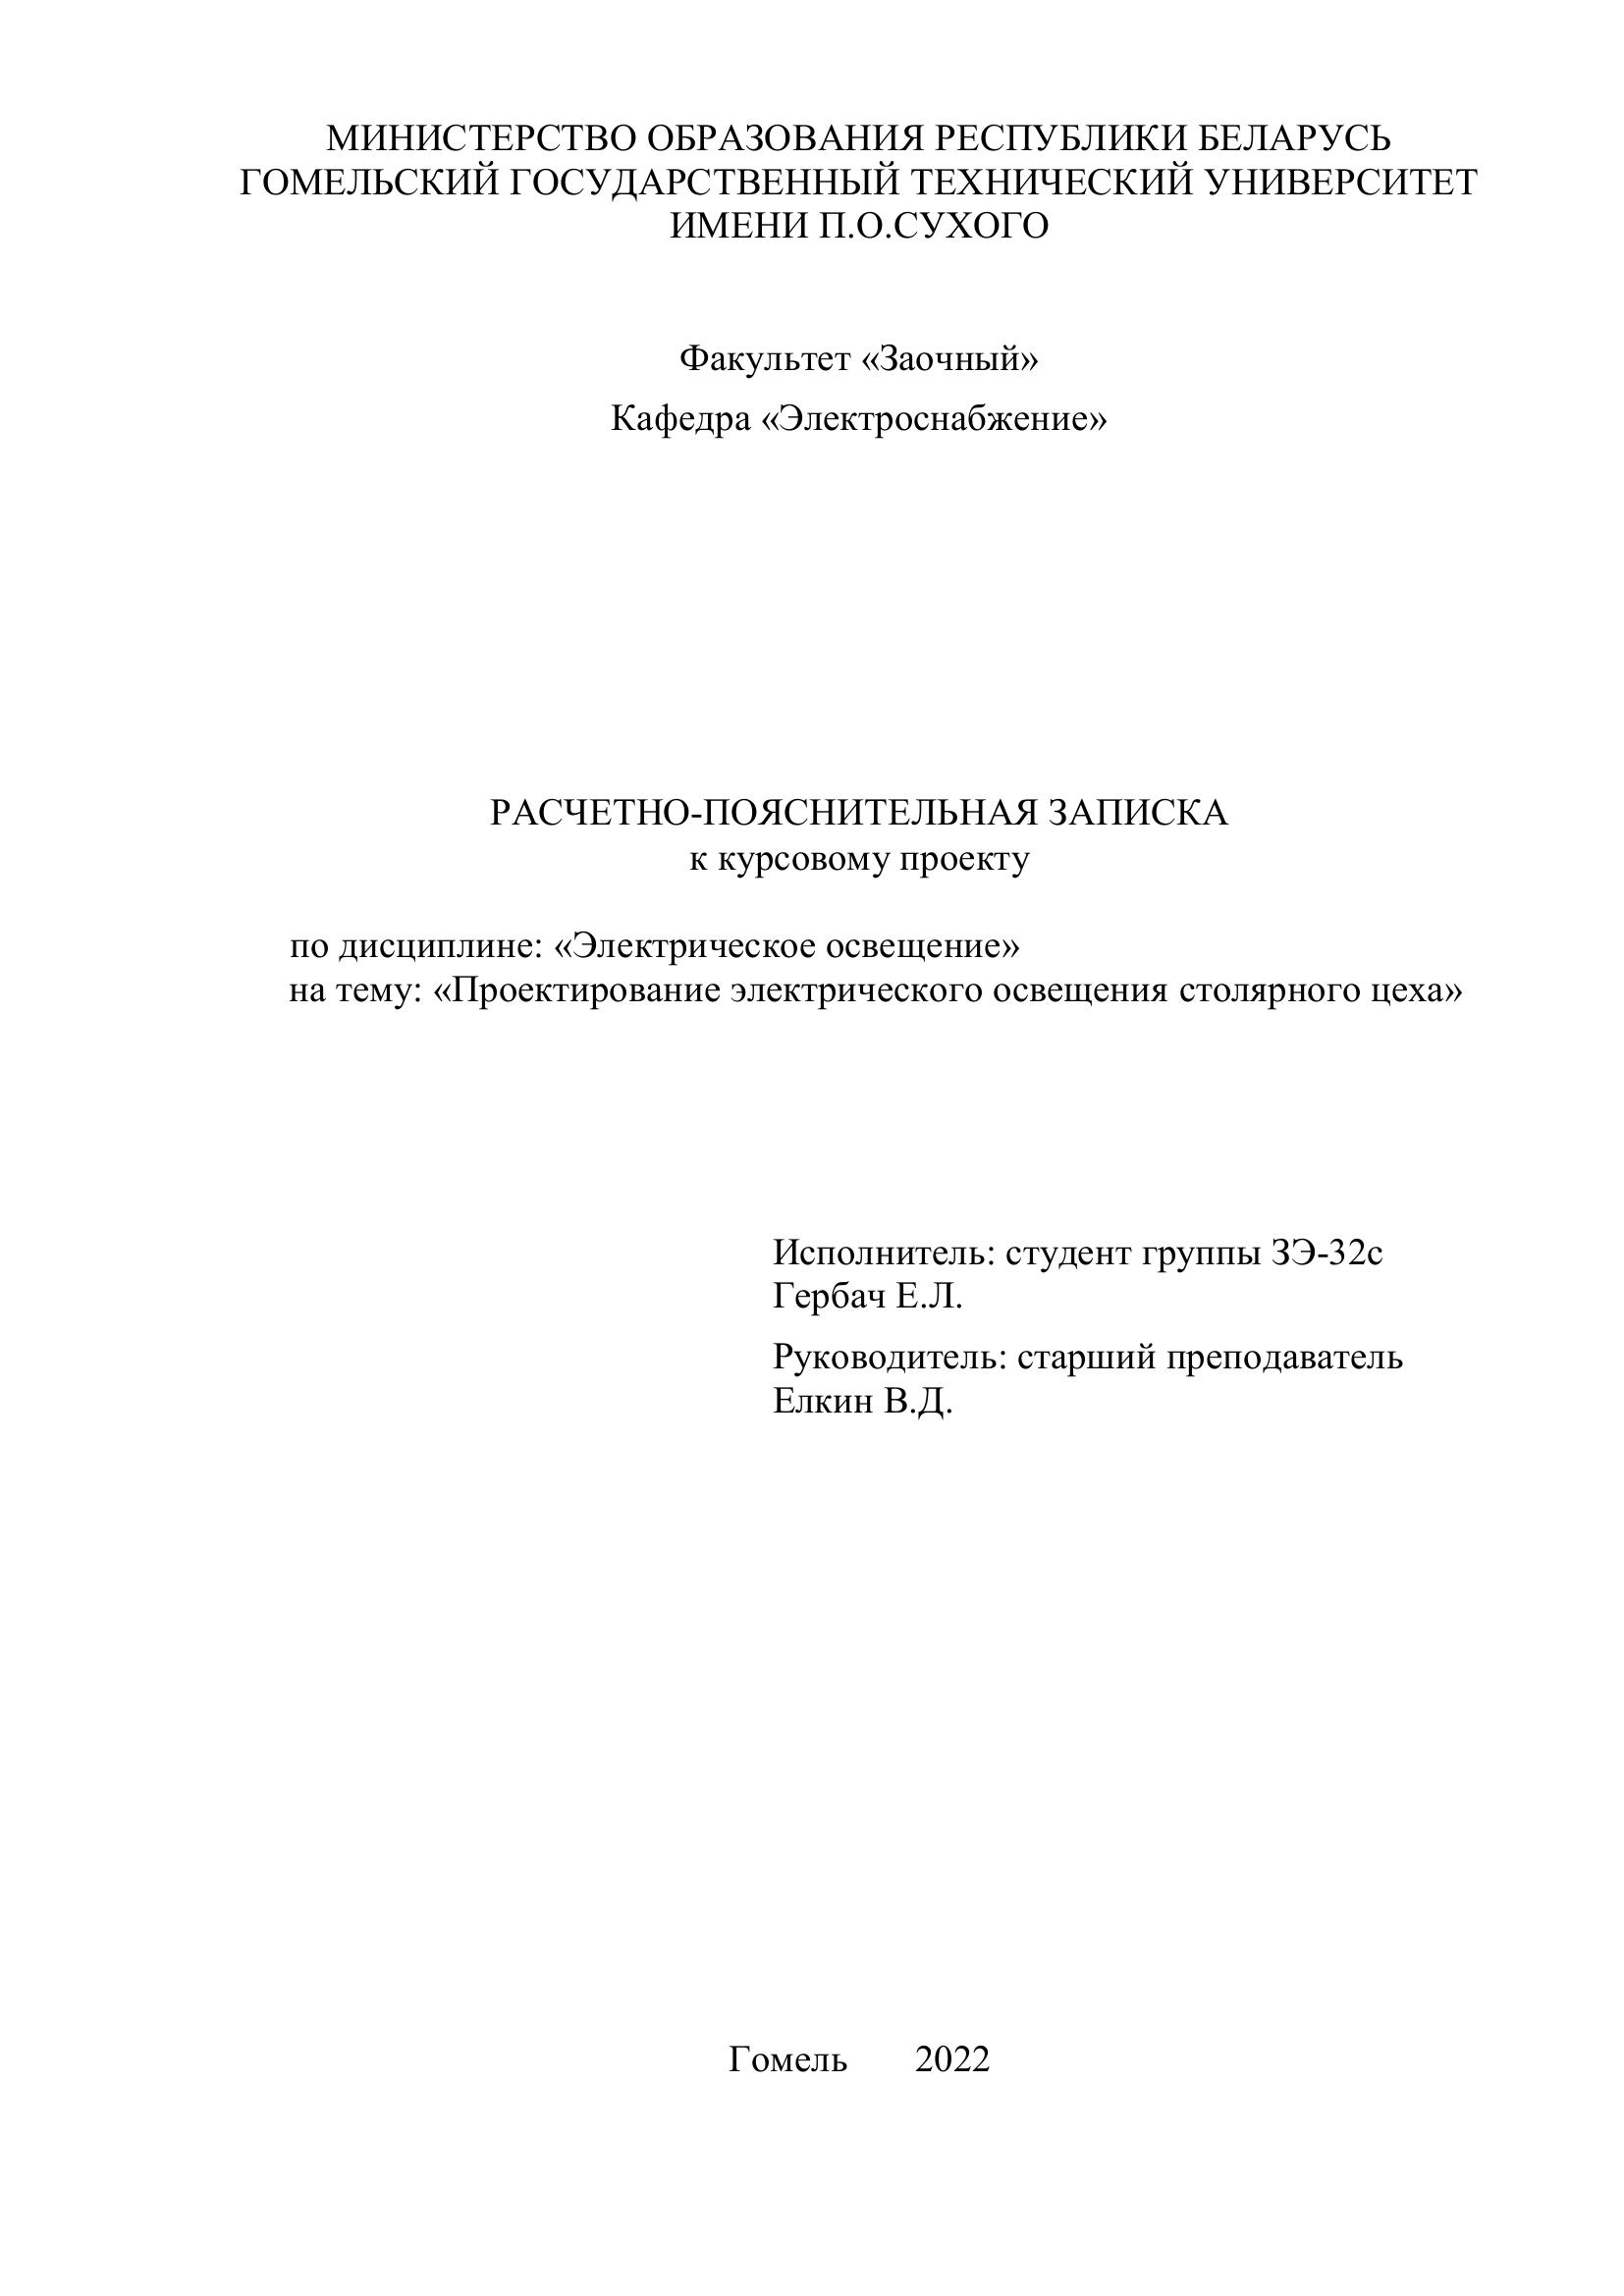 МИНИСТЕРСТВО ОБРАЗОВАНИЯ РЕСПУБЛИКИ БЕЛАРУСЬ
ГОМЕЛЬСКИЙ ГОСУДАРСТВЕННЫЙ ТЕХНИЧЕСКИЙ УНИВЕРСИТЕТ
ИМЕНИ П.О.СУХОГО
Факультет «Заочный»
Кафедра «Электроснабжение»
РАСЧЕТНО-ПОЯСНИТЕЛЬНАЯ ЗАПИСКА
к курсовому проекту
по дисциплине: «Электрическое освещение»
на тему: «Проектирование электрического освещения столярного цеха»
Исполнитель: студент группы ЗЭ-32с
Гербач Е.Л.
Руководитель: старший преподаватель
Елкин В.Д.
Гомель 2022